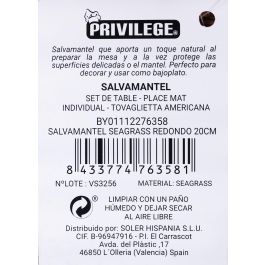 PRIVILEGE®
Salvamantel que aporta un toque natural al
preparar la mesa y a la vez protege las
superficies delicadas o el mantel. Perfecto para
decorar y usar como bajoplato.
SALVAMANTEL
SET DE TABLE - PLACE MAT
INDIVIDUAL - TOVAGLIETTA AMERICANA
BY01112276358
SALVAMANTEL SEAGRASS REDONDO 20CM
8 433774 763581
NºLOTE : VS3256 MATERIAL: SEAGRASS
LIMPIAR CON UN PAÑO
HÚMEDO Y DEJAR SECAR
AL AIRE LIBRE
Distribuido por: SOLER HISPANIA S.L.U.
CIF. B-96947916 - P.I. El Carrascot
Avda. del Plàstic ,17
46850 L'Olleria (Valencia) Spain